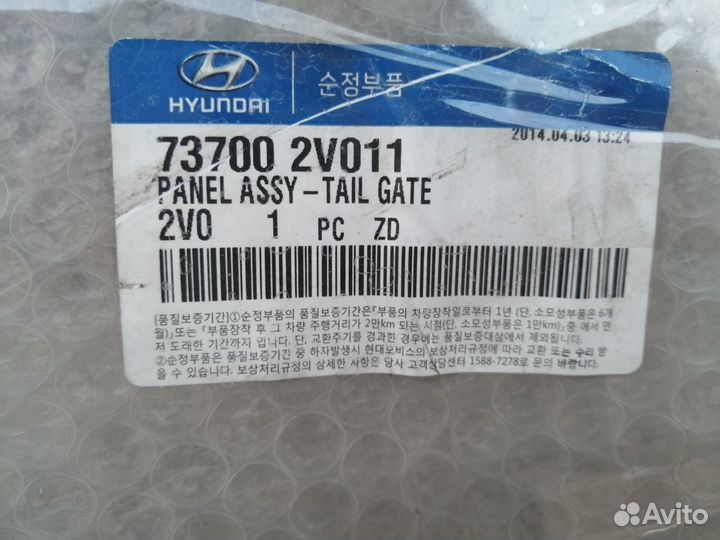 HYUNDAI
순정부품
73700 2V011
2014.04.03 13:24
PANEL ASSY-TAIL GATE
2V0 1 PC ZD
[품질보증기간]①순정부품의 품질보증기간은『부품의 차량장착일로부터 1년 (단, 소모성부품은 6개
월)』또는『부품장착 후 그 차량 주행거리가 2만km 되는 시점(단, 소모성부품은 1만km)』중 에서 먼
저 도래한 기간까지 입니다. 단, 교환주기를 경과한 경우에는 품질보증대상에서 제외됩니다.
②순정부품은 품질보증기간 중 하자발생시 현대모비스의 보상처리규정에 따라 교환 또는 수리 받
을 수 있습니다. 보상처리규정의 상세한 사항은 당사 고객상담센터 1588-7278로 문의 바랍니다.
Avito